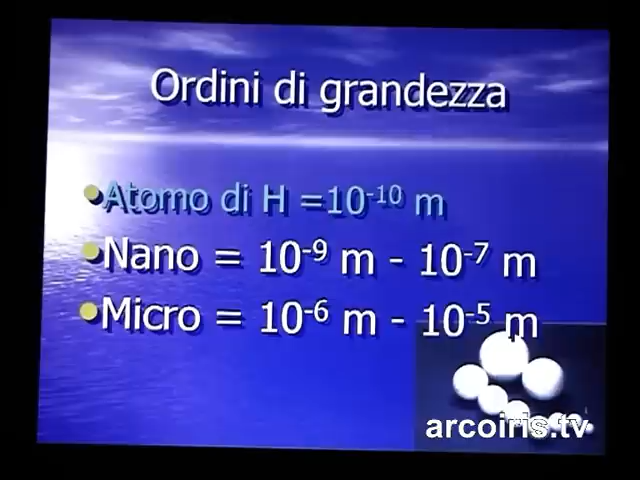 Ordini di grandezza
•Atomo di H =10⁻¹⁰ m
•Nano = 10⁻⁹ m - 10⁻⁷ m
•Micro = 10⁻⁶ m - 10⁻⁵ m
arcoiris.tv